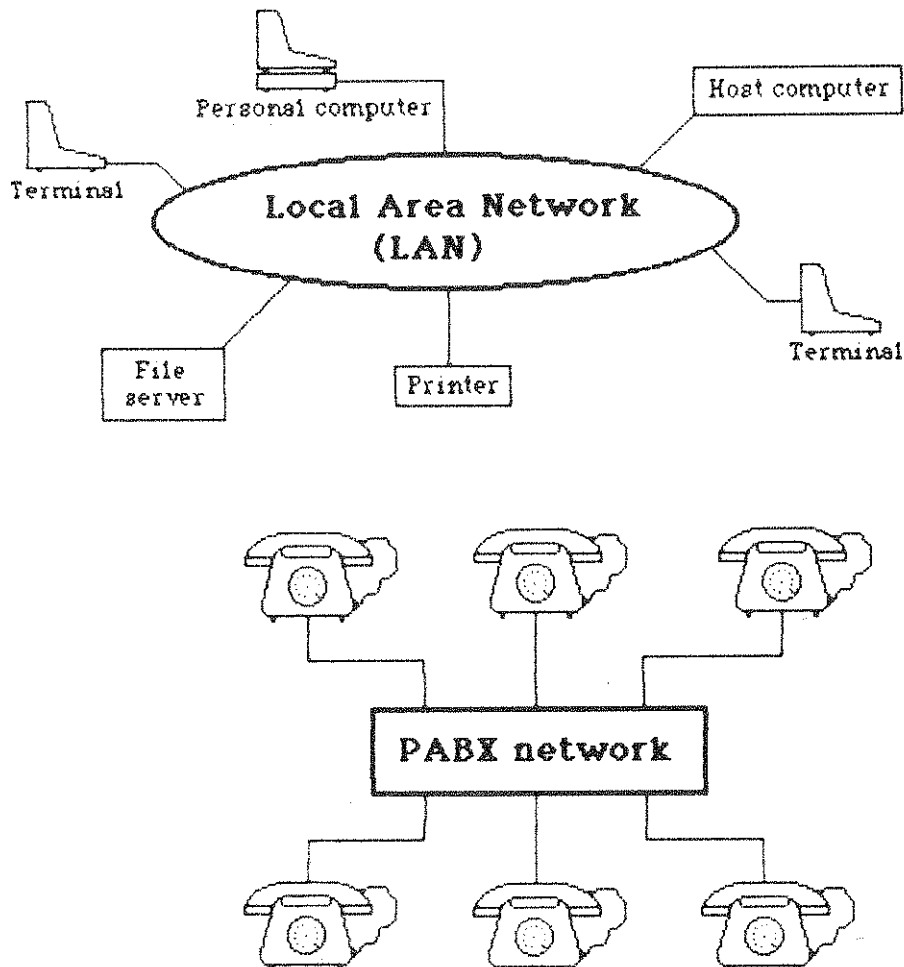 Personal computer
Host computer
Terminal
Local Area Network
(LAN)
Terminal
File
server
Printer
PABX network